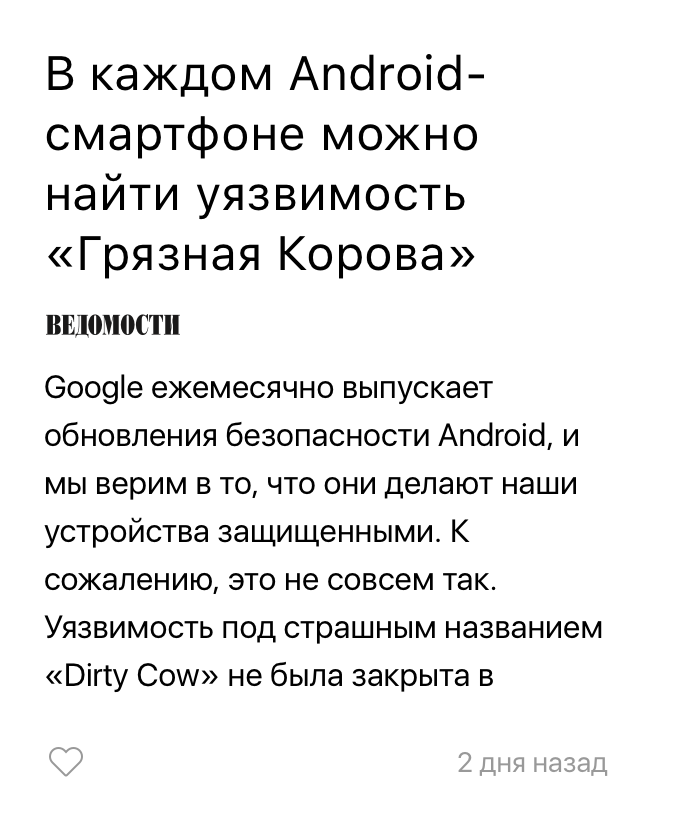 В каждом Android-
смартфоне можно
найти уязвимость
«Грязная Корова»
ВЕДОМОСТИ
Google ежемесячно выпускает
обновления безопасности Android, и
мы верим в то, что они делают наши
устройства защищенными. К
сожалению, это не совсем так.
Уязвимость под страшным названием
«Dirty Cow» не была закрыта в
2 дня назад